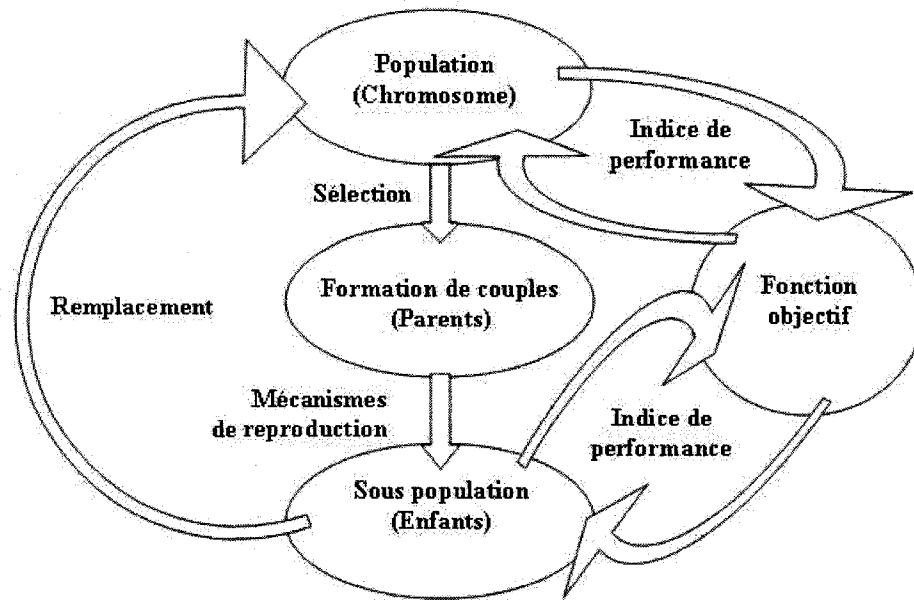 Population
(Chromosome)
Indice de
performance
Sélection
Formation de couples
(Parents)
Fonction
objectif
Remplacement
Mécanismes
de reproduction
Indice de
performance
Sous population
(Enfants)